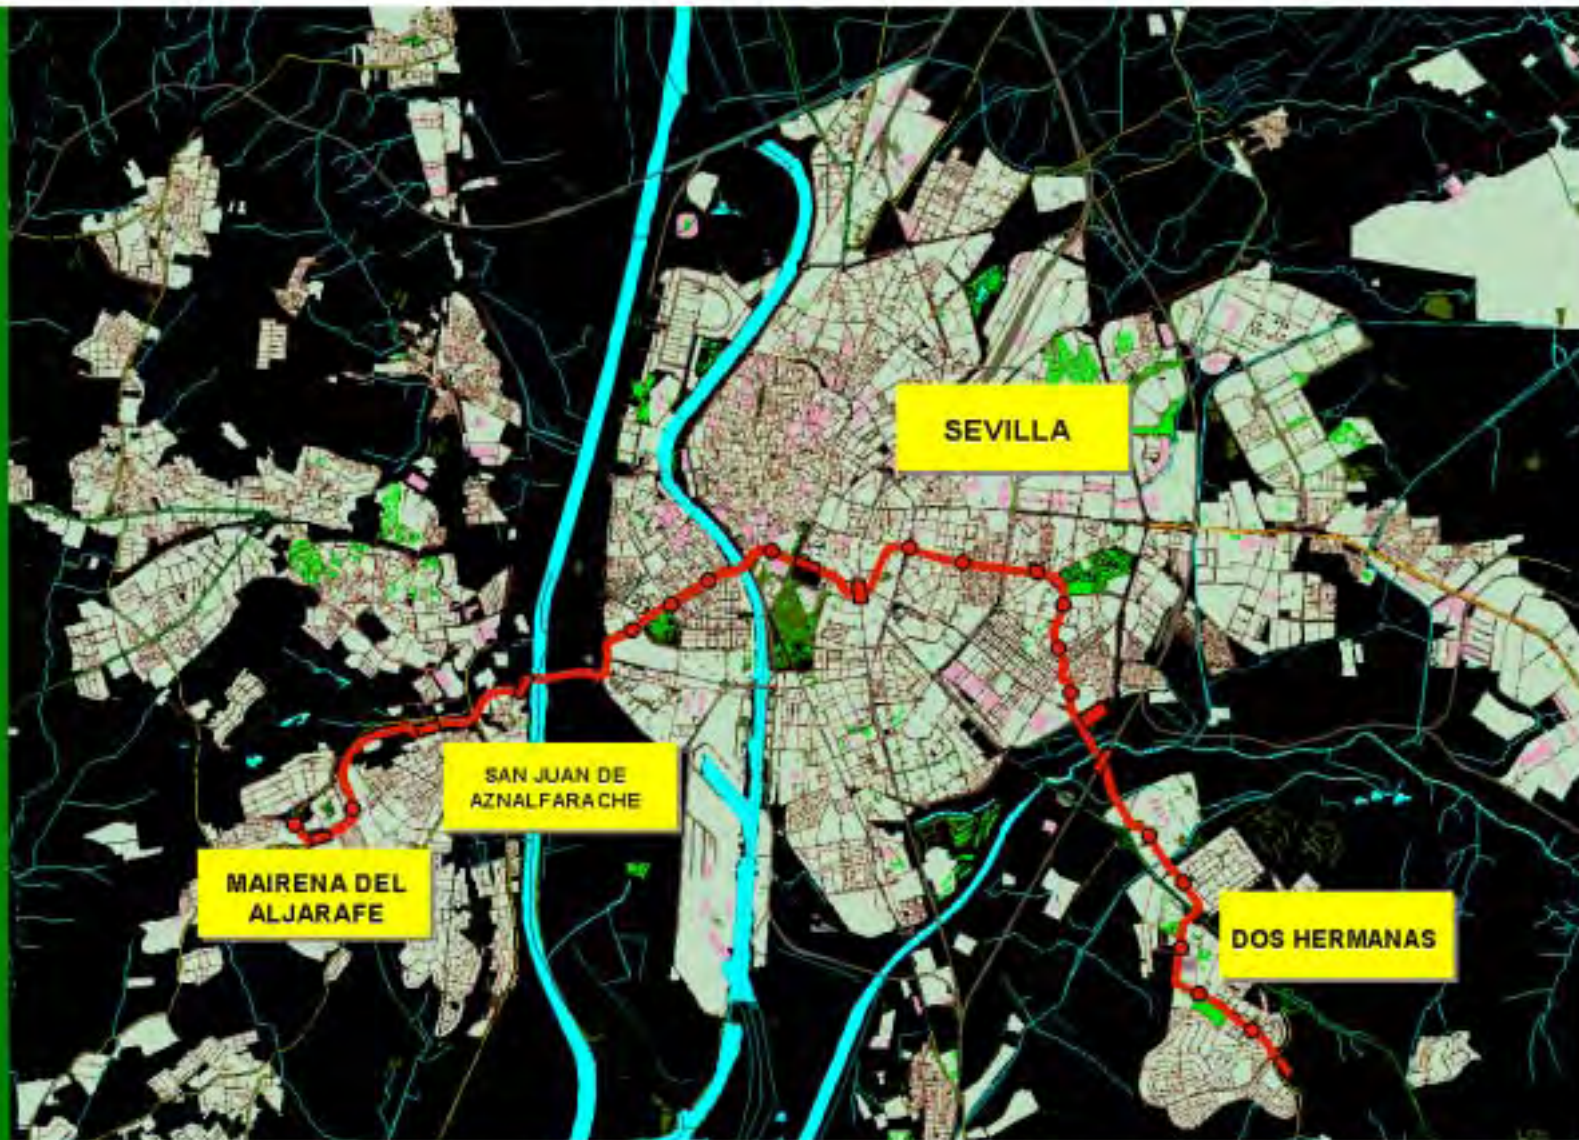 SEVILLA
SAN JUAN DE
AZNALFARACHE
MAIRENA DEL
ALJARAFE
DOS HERMANAS